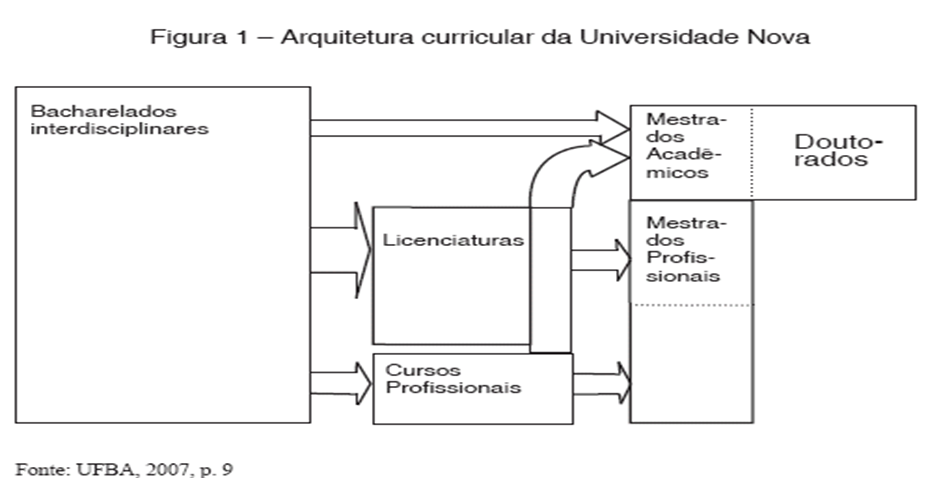 Figura 1 – Arquitetura curricular da Universidade Nova
Bacharelados
interdisciplinares
Mestra-
dos
Acadê-
micos
Douto-
rados
Licenciaturas
Mestra-
dos
Profis-
sionais
Cursos
Profissionais
Fonte: UFBA, 2007, p. 9